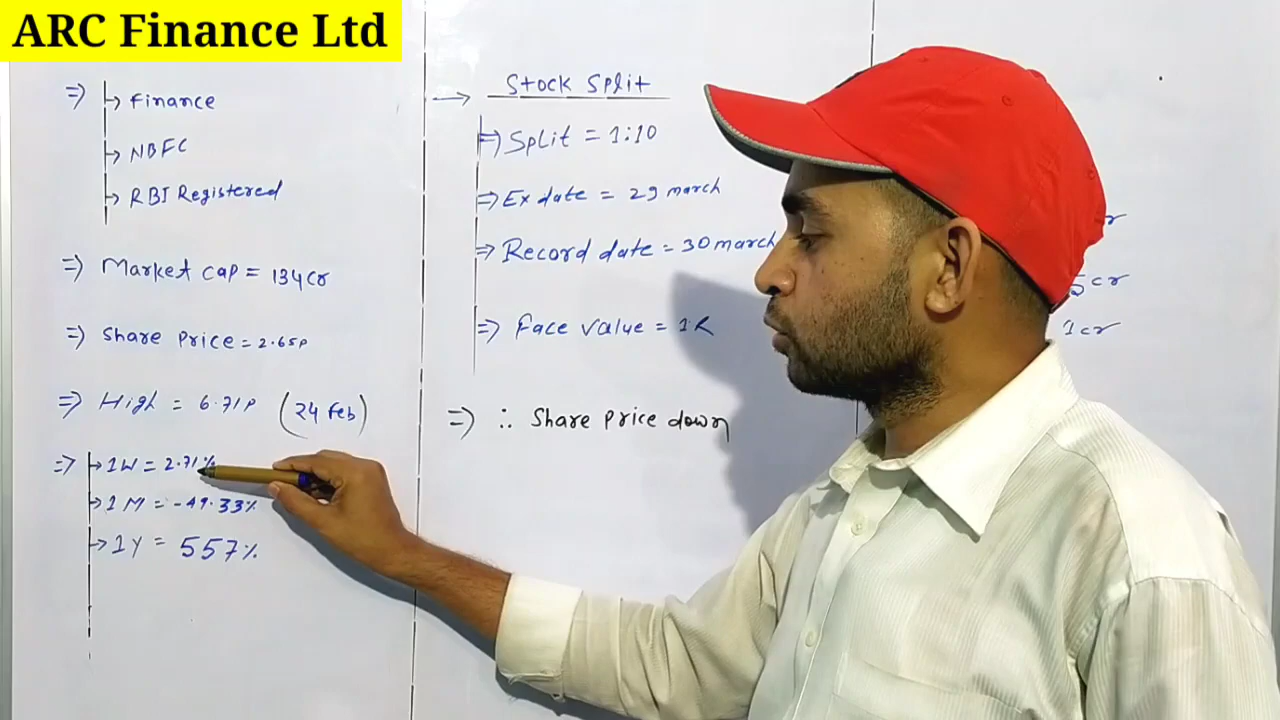 ARC Finance Ltd
⇒ → Finance
→ NBFC
→ RBI Registered
⇒ Market cap = 134cr
⇒ Share Price = 2.65P
⇒ High = 6.71P (24 Feb)
⇒ → 1W = 2.71%
→ 1M = -49.33%
→ 1Y = 557%
→ Stock Split
⇒ Split = 1:10
⇒ Ex date = 29 march
⇒ Record date = 30 march
⇒ Face Value = 1₹
⇒ ∴ Share Price down
cr
1cr